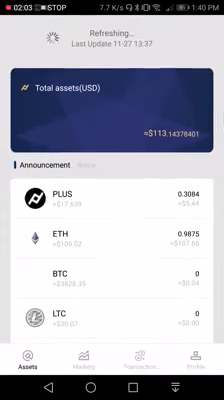 02:03 STOP 7.7 K/s 1:40 PM
Refreshing...
Last Update 11-27 13:37
Total assets(USD)
≈$113.14378401
Announcement
PLUS 0.3084
≈$17.639 ≈$5.44
ETH 0.9875
≈$109.02 ≈$107.66
BTC 0
≈$3828.35 ≈$0.04
LTC 0
≈$30.07 ≈$0.00
Assets Markets Transaction... Profile